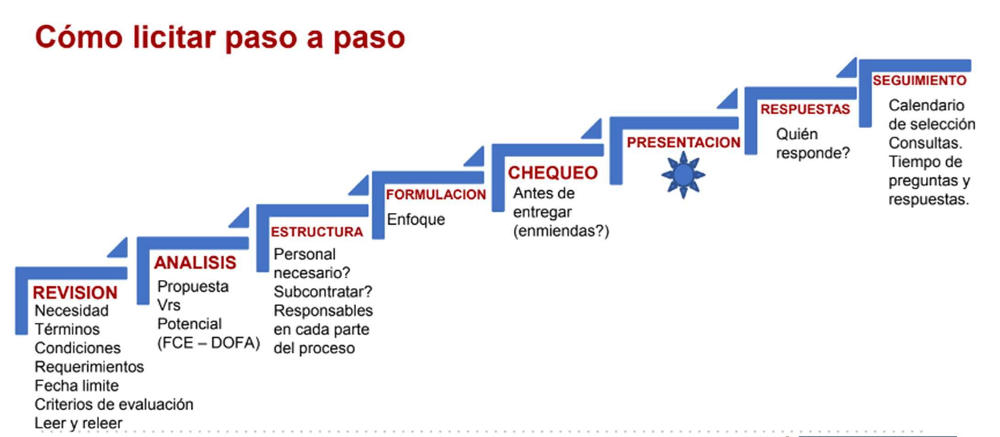 Cómo licitar paso a paso
REVISION
Necesidad
Términos
Condiciones
Requerimientos
Fecha limite
Criterios de evaluación
Leer y releer
ANALISIS
Propuesta
Vrs
Potencial
(FCE – DOFA)
ESTRUCTURA
Personal
necesario?
Subcontratar?
Responsables
en cada parte
del proceso
FORMULACION
Enfoque
CHEQUEO
Antes de
entregar
(enmiendas?)
PRESENTACION
RESPUESTAS
Quién
responde?
SEGUIMIENTO
Calendario
de selección
Consultas.
Tiempo de
preguntas y
respuestas.